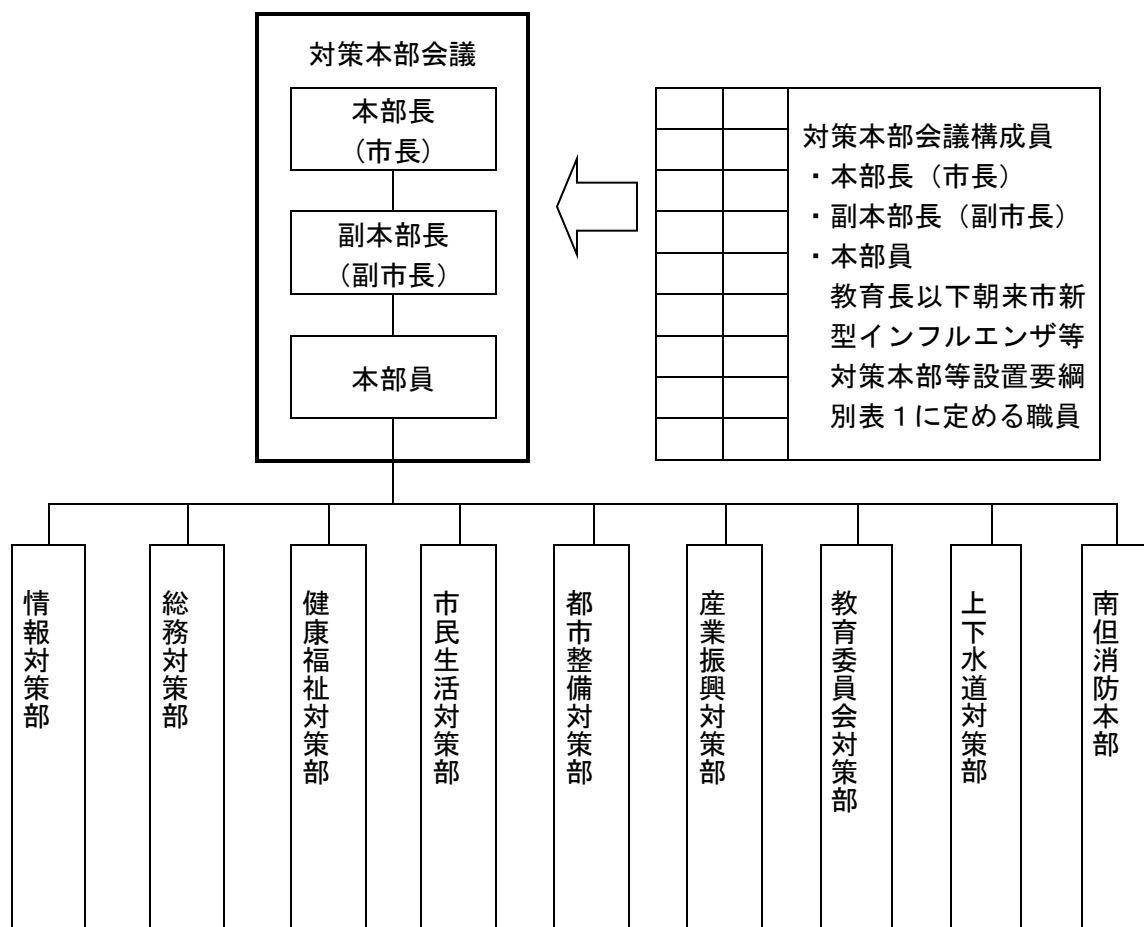 対策本部会議
本部長
（市長）
副本部長
（副市長）
本部員
対策本部会議構成員
・本部長（市長）
・副本部長（副市長）
・本部員
教育長以下朝来市新
型インフルエンザ等
対策本部等設置要綱
別表１に定める職員
情報対策部
総務対策部
健康福祉対策部
市民生活対策部
都市整備対策部
産業振興対策部
教育委員会対策部
上下水道対策部
南但消防本部